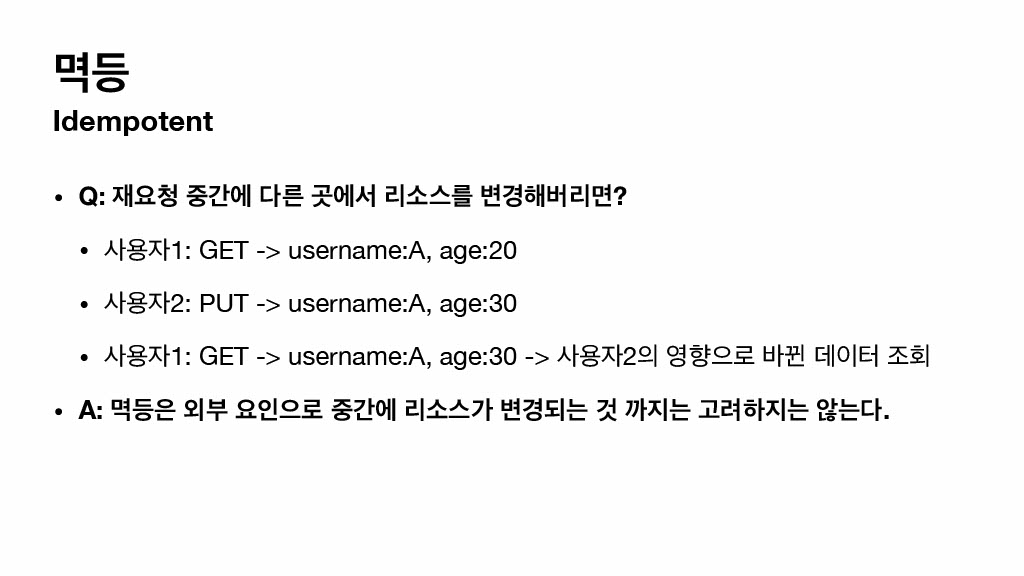 멱등
Idempotent
• Q: 재요청 중간에 다른 곳에서 리소스를 변경해버리면?
• 사용자1: GET -> username:A, age:20
• 사용자2: PUT -> username:A, age:30
• 사용자1: GET -> username:A, age:30 -> 사용자2의 영향으로 바뀐 데이터 조회
• A: 멱등은 외부 요인으로 중간에 리소스가 변경되는 것 까지는 고려하지는 않는다.